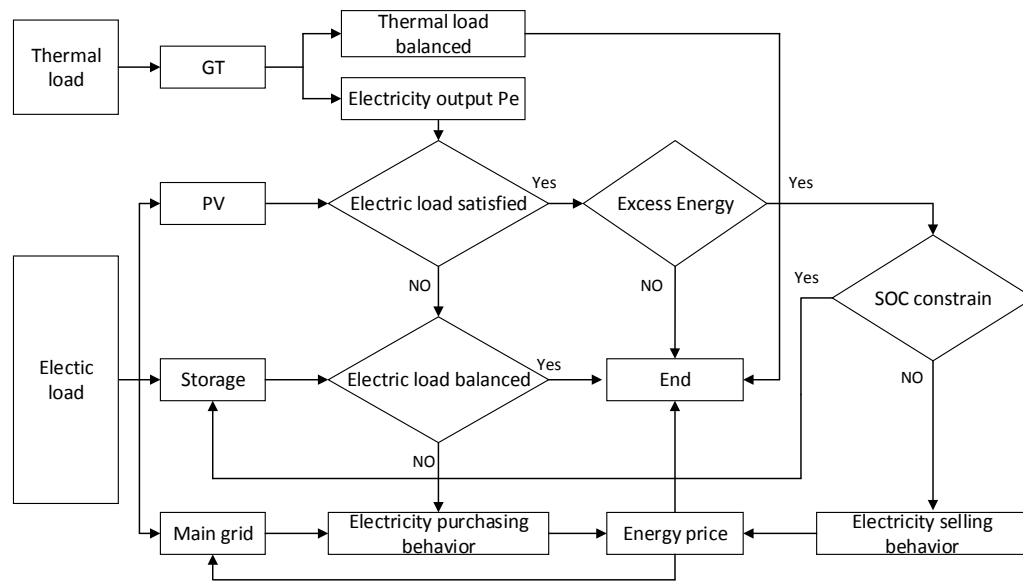 Thermal load
balanced
Thermal
load
GT
Electricity output Pe
Yes
Yes
PV
Electric load satisfied
Excess Energy
NO
NO
Yes
SOC constrain
Electic
load
Storage
Electric load balanced
Yes
End
NO
NO
Main grid
Electricity purchasing
behavior
Energy price
Electricity selling
behavior